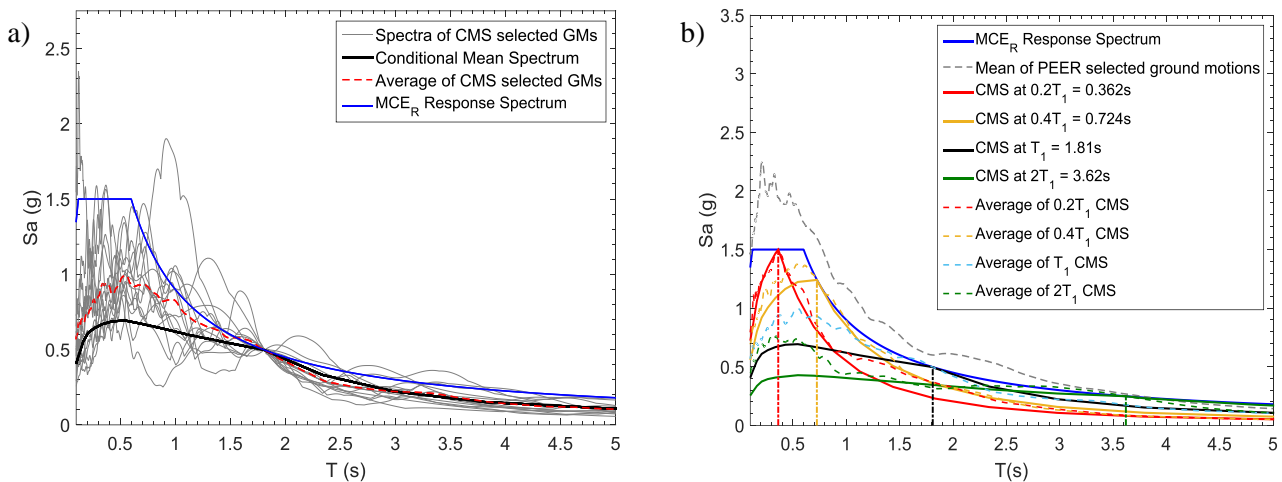 a)
Sa (g)
2.5
2
1.5
1
0.5
0
0.5 1 1.5 2 2.5 3 3.5 4 4.5 5
T (s)
Spectra of CMS selected GMs
Conditional Mean Spectrum
Average of CMS selected GMs
MCE_R Response Spectrum
b)
Sa (g)
3.5
3
2.5
2
1.5
1
0.5
0
0.5 1 1.5 2 2.5 3 3.5 4 4.5 5
T(s)
MCE_R Response Spectrum
Mean of PEER selected ground motions
CMS at 0.2T_1 = 0.362s
CMS at 0.4T_1 = 0.724s
CMS at T_1 = 1.81s
CMS at 2T_1 = 3.62s
Average of 0.2T_1 CMS
Average of 0.4T_1 CMS
Average of T_1 CMS
Average of 2T_1 CMS